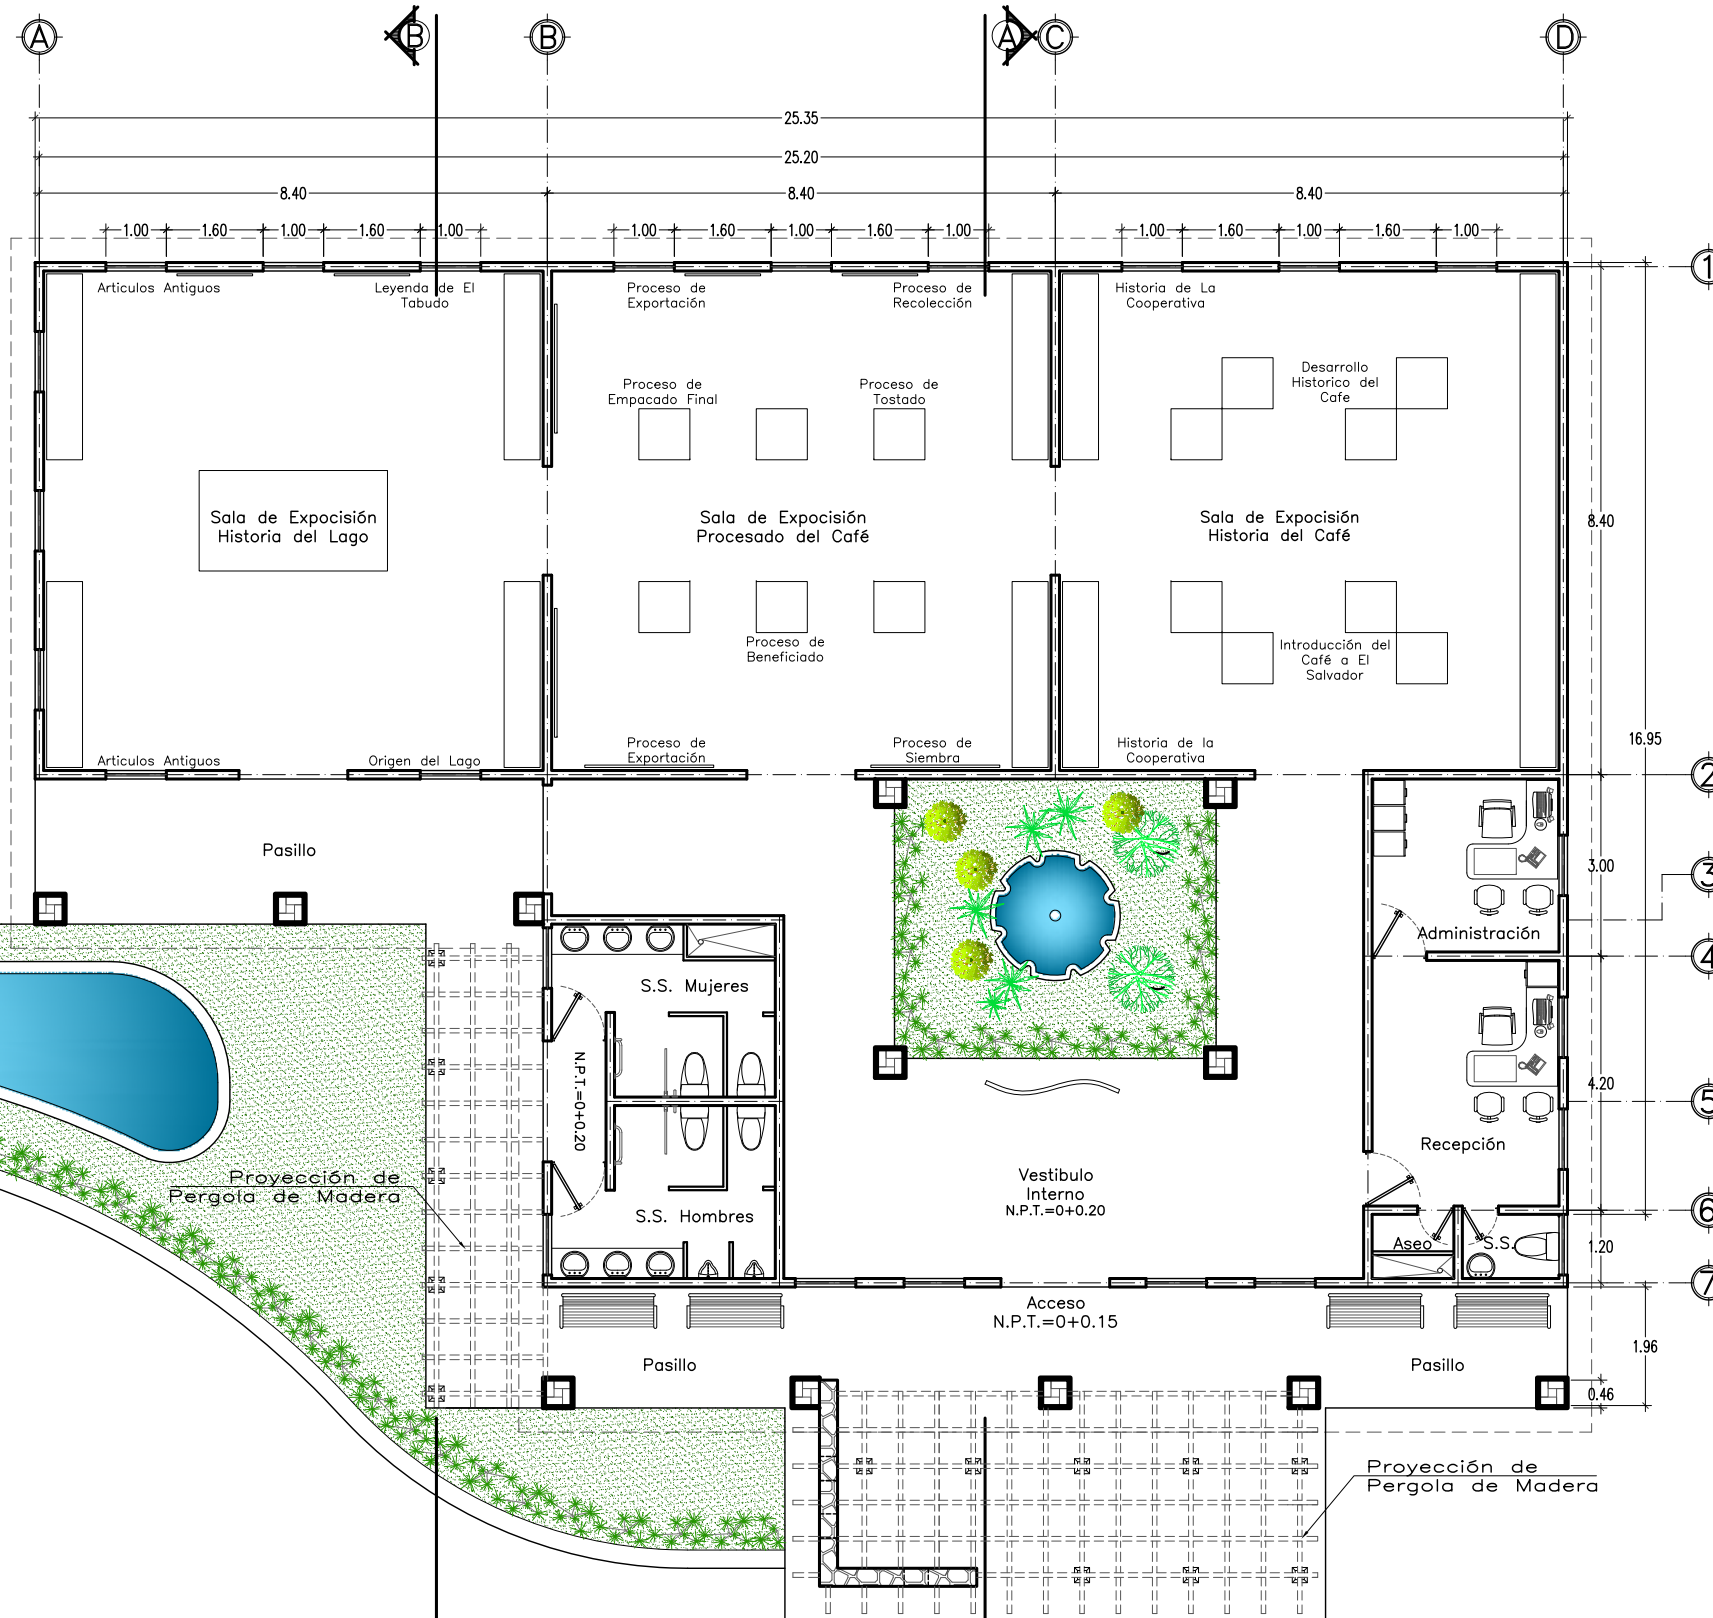 A
B
B
A
C
D
25.35
25.20
8.40
8.40
8.40
1.00
1.60
1.00
1.60
1.00
1.00
1.60
1.00
1.60
1.00
1.00
1.60
1.00
1.60
1.00
1
Articulos Antiguos
Leyenda de El
Tabudo
Proceso de
Exportación
Proceso de
Recolección
Historia de La
Cooperativa
Proceso de
Empacado Final
Proceso de
Tostado
Desarrollo
Historico del
Cafe
Sala de Expocisión
Historia del Lago
Sala de Expocisión
Procesado del Café
Sala de Expocisión
Historia del Café
8.40
Proceso de
Beneficiado
Introducción del
Café a El
Salvador
16.95
Articulos Antiguos
Origen del Lago
Proceso de
Exportación
Proceso de
Siembra
Historia de la
Cooperativa
2
Pasillo
3.00
3
Administración
4
S.S. Mujeres
N.P.T.=0+0.20
4.20
5
Recepción
Proyección de
Pergola de Madera
Vestibulo
Interno
N.P.T.=0+0.20
S.S. Hombres
6
Aseo
S.S.
1.20
7
Acceso
N.P.T.=0+0.15
1.96
Pasillo
Pasillo
0.46
Proyección de
Pergola de Madera